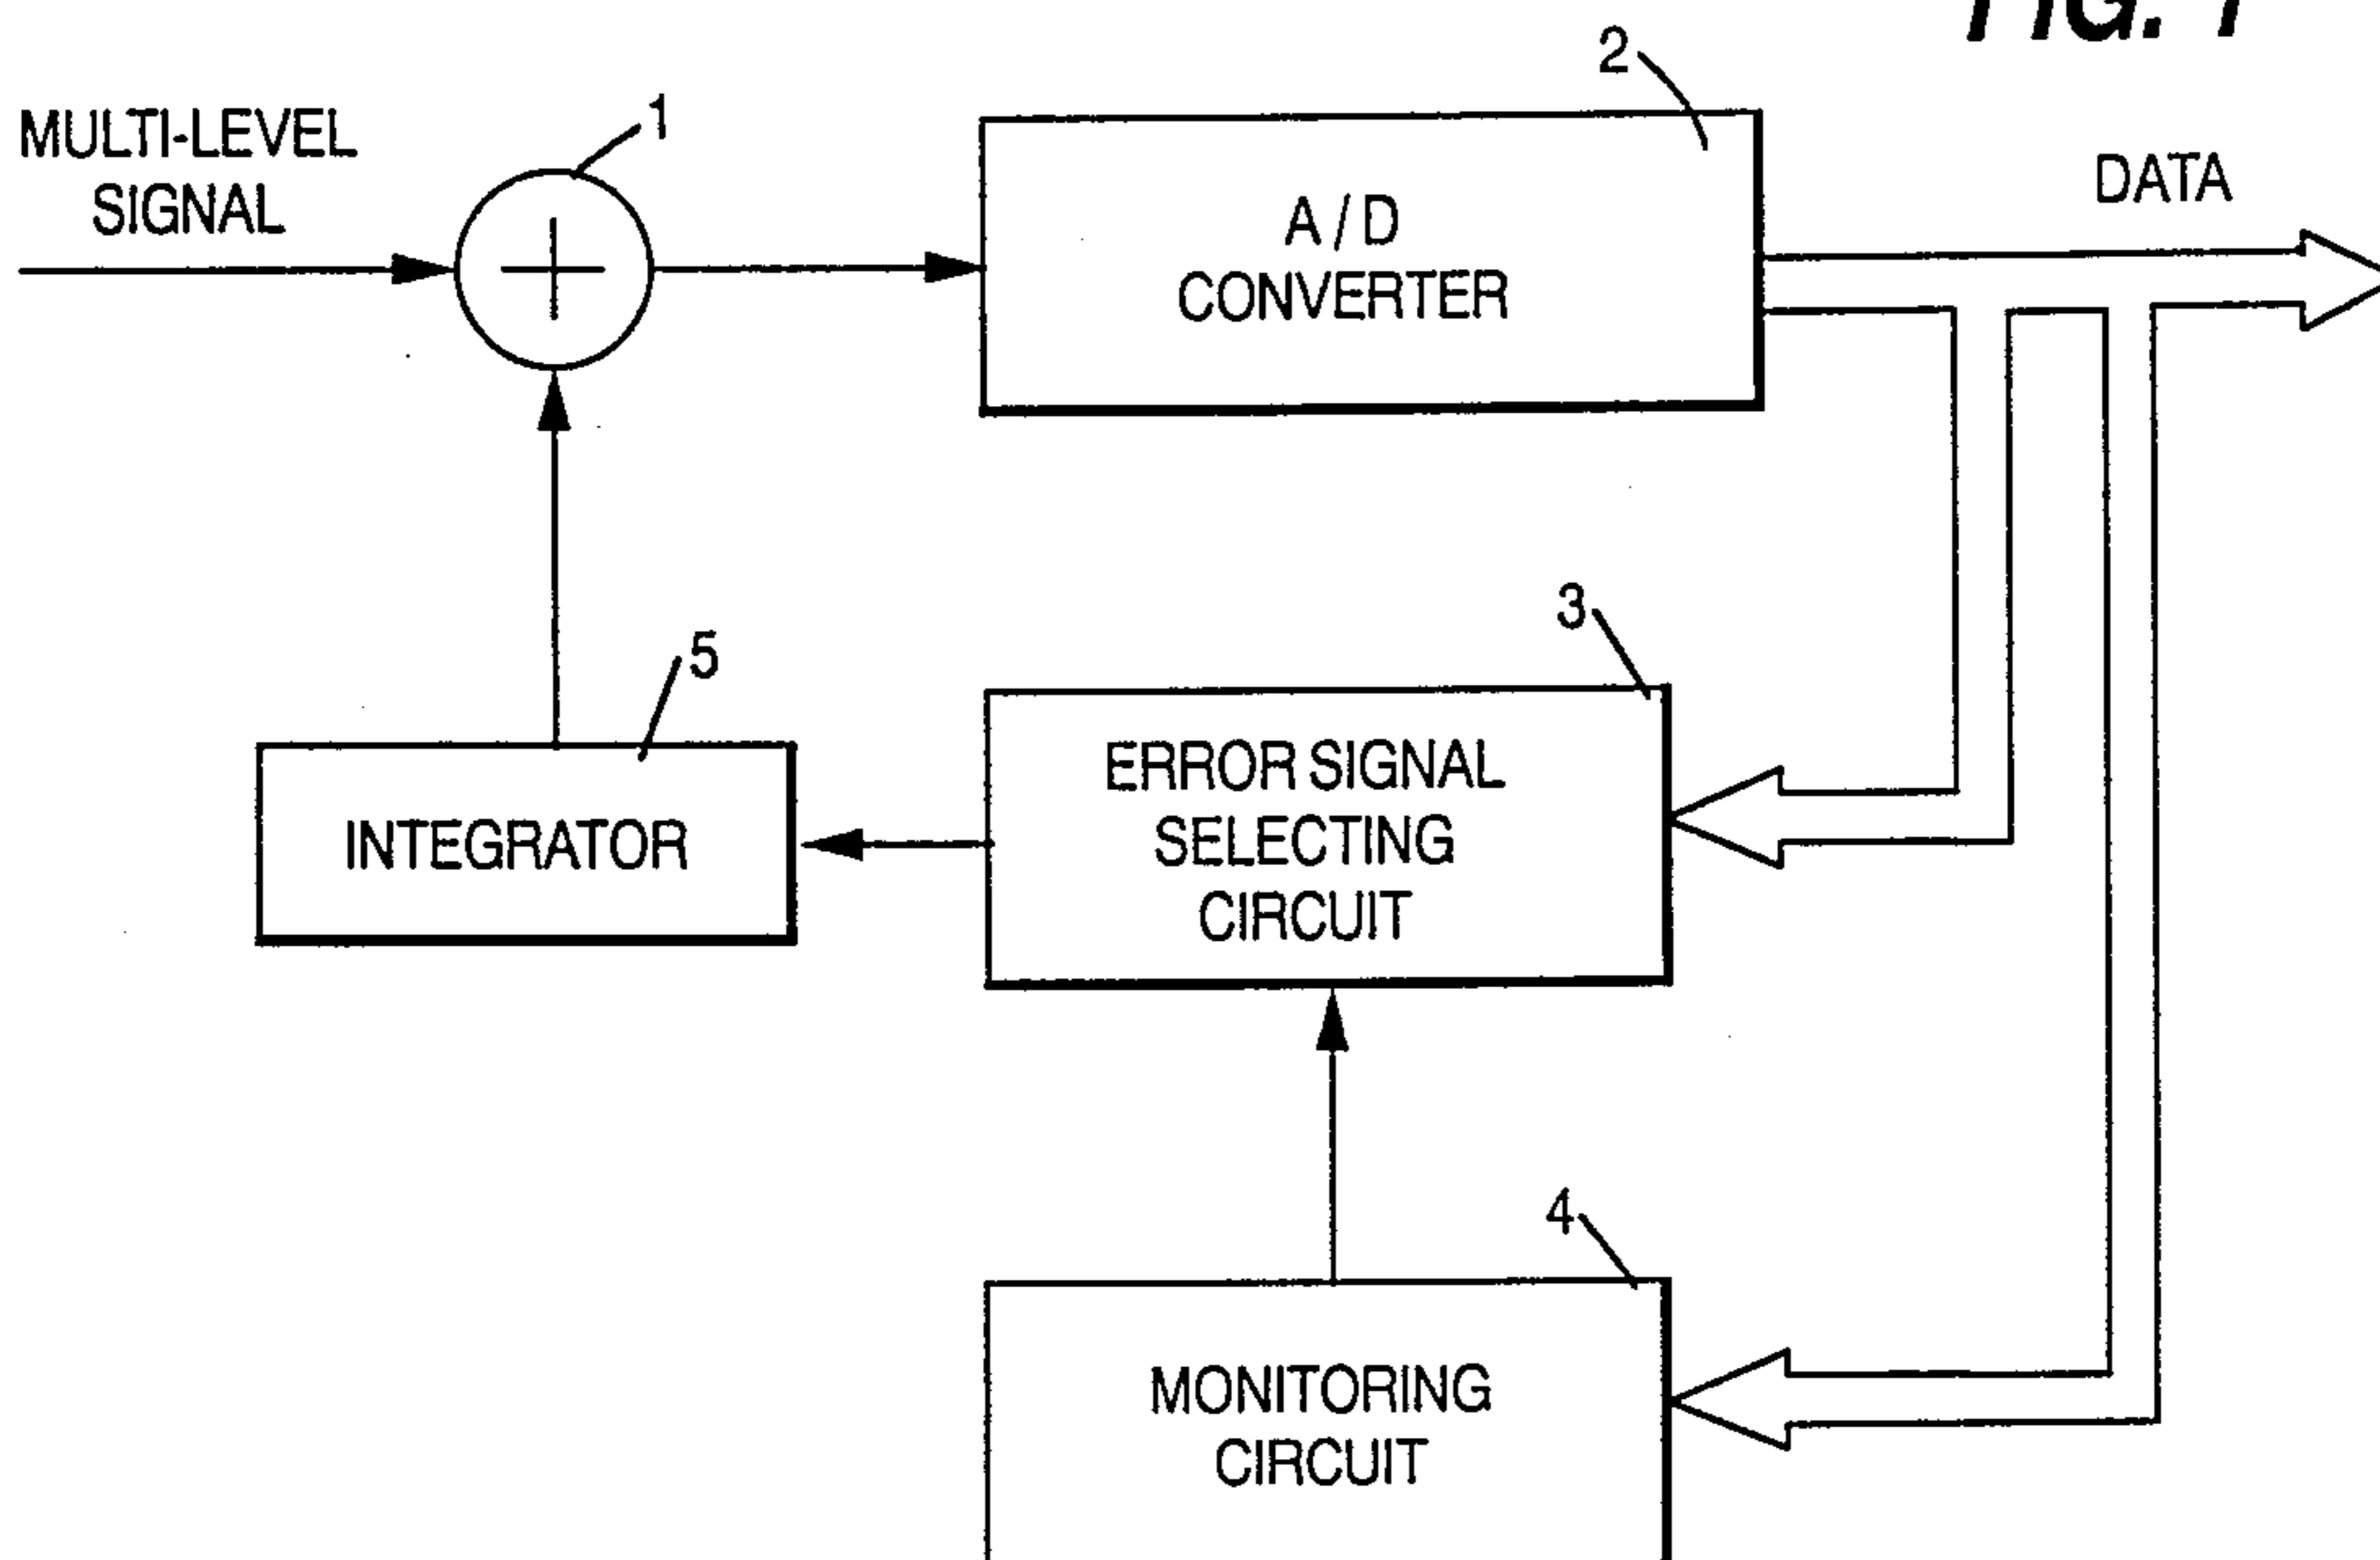 FIG. 1
2
1
MULTI-LEVEL
SIGNAL
A / D
CONVERTER
DATA
3
5
ERROR SIGNAL
SELECTING
CIRCUIT
INTEGRATOR
4
MONITORING
CIRCUIT